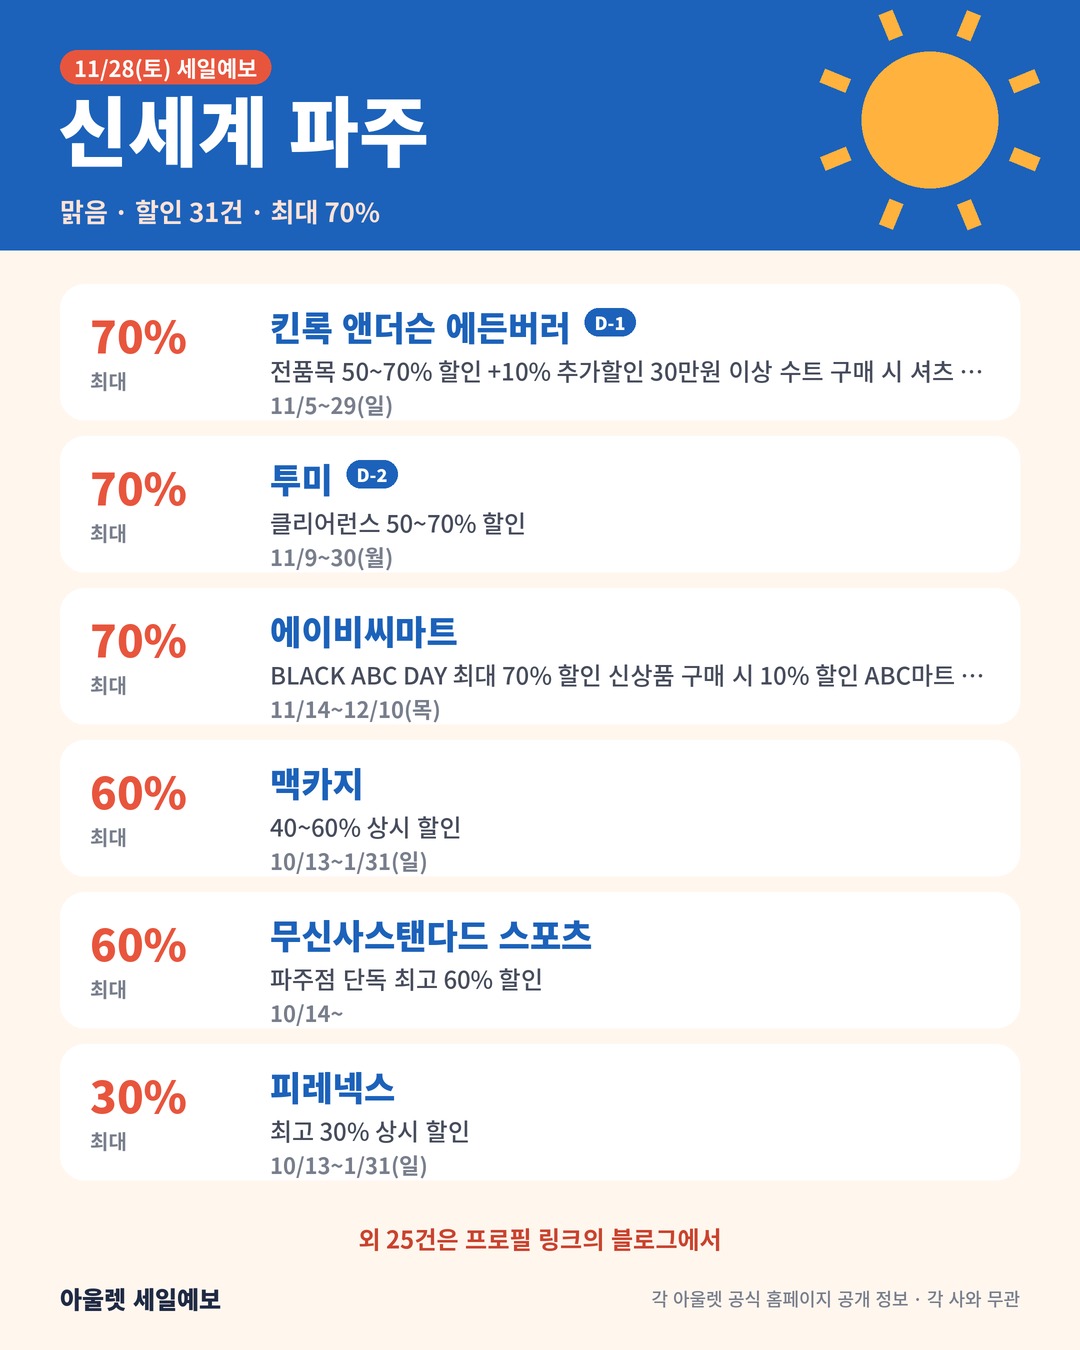 11/28(토) 세일예보
신세계 파주
맑음 · 할인 31건 · 최대 70%
70%
최대
킨록 앤더슨 에든버러 D-1
전품목 50~70% 할인 +10% 추가할인 30만원 이상 수트 구매 시 셔츠 ···
11/5~29(일)
70%
최대
투미 D-2
클리어런스 50~70% 할인
11/9~30(월)
70%
최대
에이비씨마트
BLACK ABC DAY 최대 70% 할인 신상품 구매 시 10% 할인 ABC마트 ···
11/14~12/10(목)
60%
최대
맥카지
40~60% 상시 할인
10/13~1/31(일)
60%
최대
무신사스탠다드 스포츠
파주점 단독 최고 60% 할인
10/14~
30%
최대
피레넥스
최고 30% 상시 할인
10/13~1/31(일)
외 25건은 프로필 링크의 블로그에서
아울렛 세일예보
각 아울렛 공식 홈페이지 공개 정보 · 각 사와 무관